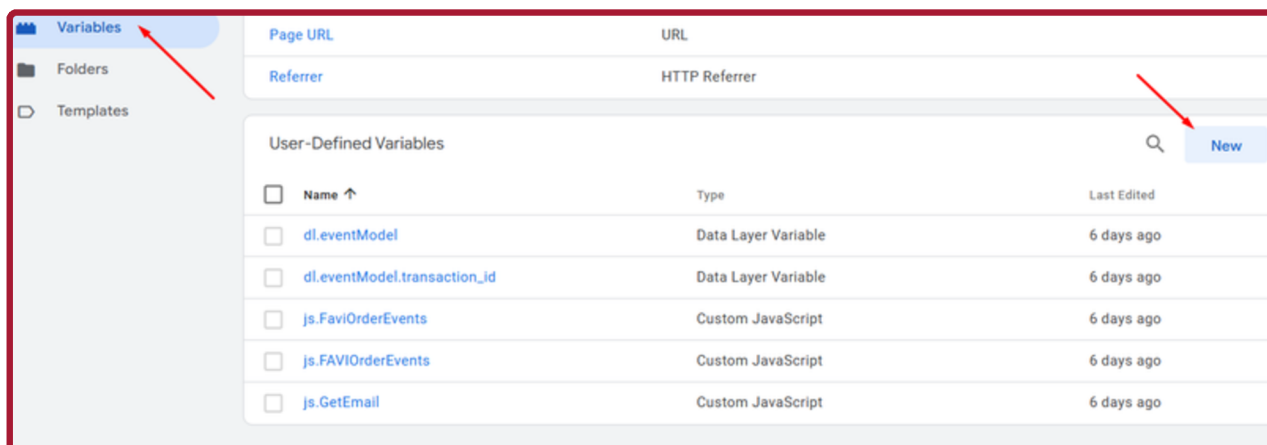 Variables
Folders
Templates
Page URL URL
Referrer HTTP Referrer
User-Defined Variables New
Name Type Last Edited
dl.eventModel Data Layer Variable 6 days ago
dl.eventModel.transaction_id Data Layer Variable 6 days ago
js.FaviOrderEvents Custom JavaScript 6 days ago
js.FAVIOrderEvents Custom JavaScript 6 days ago
js.GetEmail Custom JavaScript 6 days ago